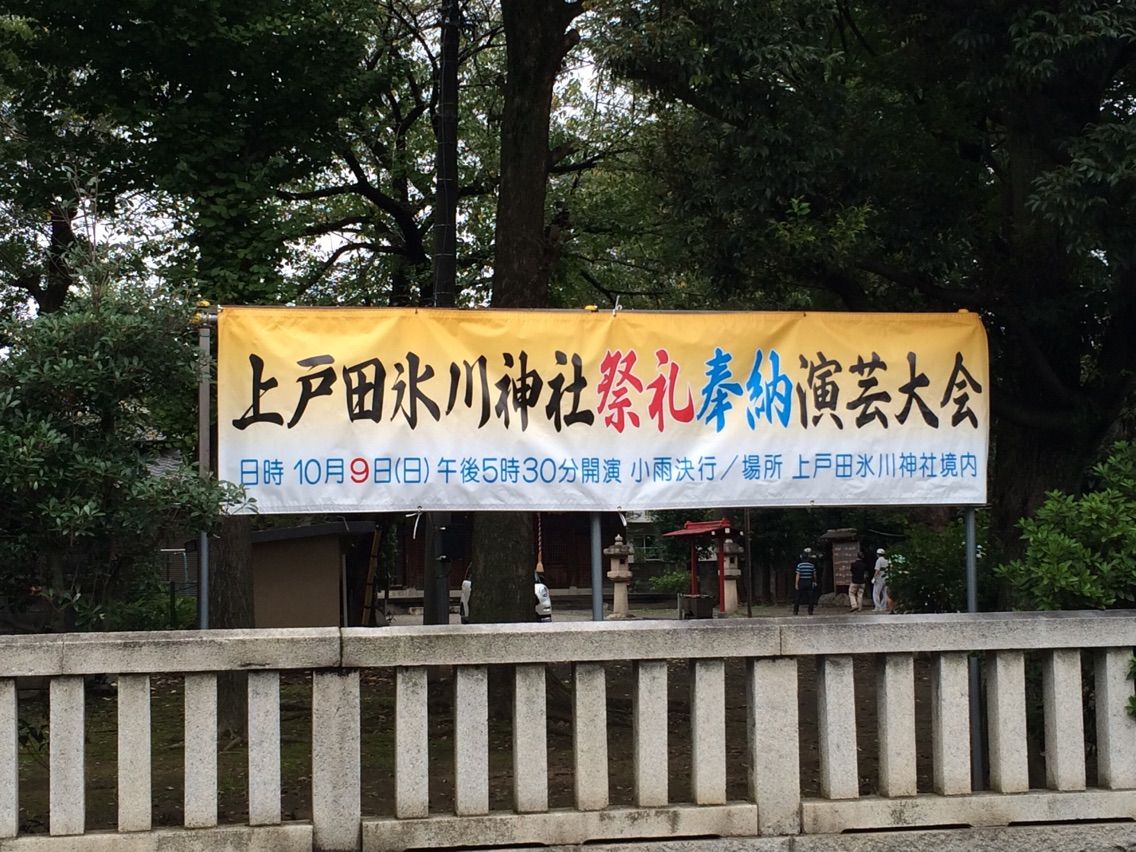 上戸田氷川神社祭礼奉納演芸大会
日時 10月9日(日) 午後5時30分開演 小雨決行／場所 上戸田氷川神社境内